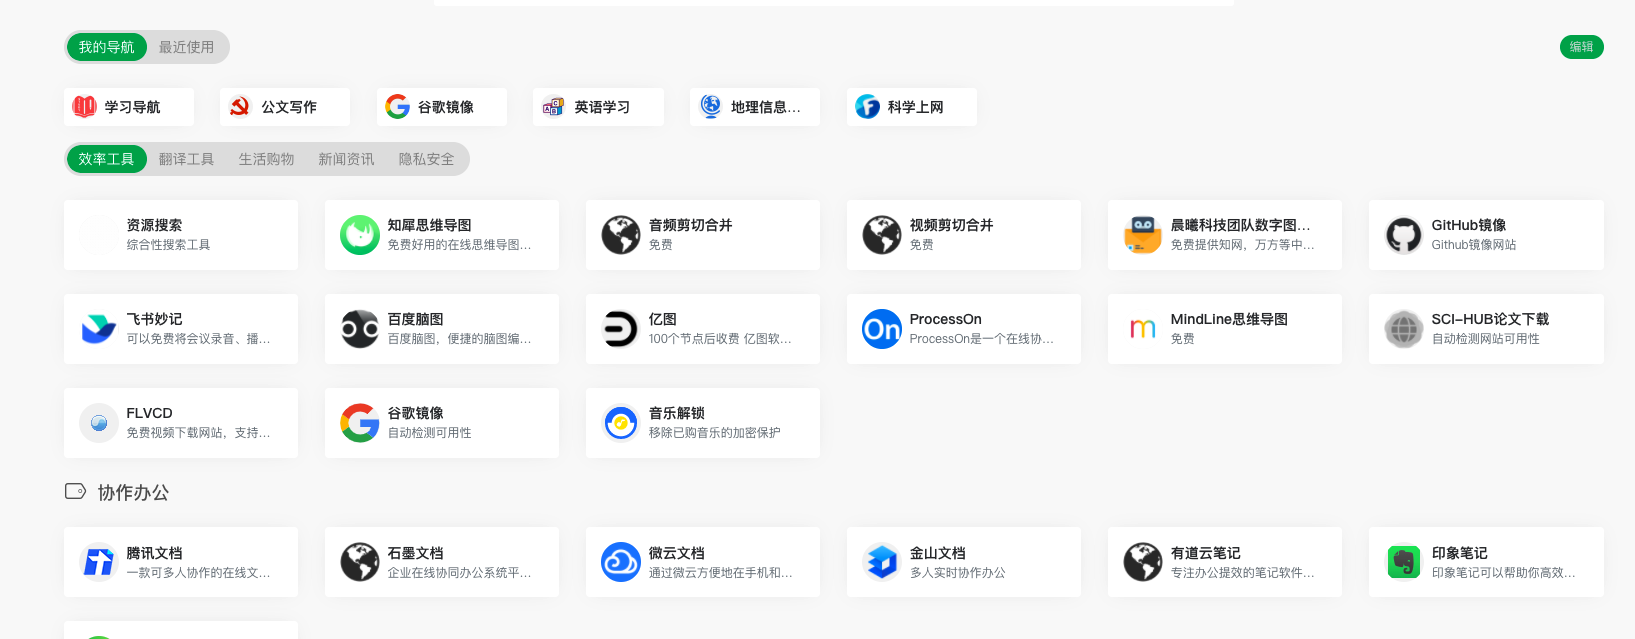 我的导航 最近使用 编辑
学习导航 公文写作 谷歌镜像 英语学习 地理信息... 科学上网
效率工具 翻译工具 生活购物 新闻资讯 隐私安全
资源搜索 知犀思维导图 音频剪切合并 视频剪切合并 晨曦科技团队数字图... GitHub镜像
综合性搜索工具 免费好用的在线思维导图... 免费 免费 免费提供知网，万方等中... Github镜像网站
飞书妙记 百度脑图 亿图 ProcessOn MindLine思维导图 SCI-HUB论文下载
可以免费将会议录音、播... 百度脑图，便捷的脑图编... 100个节点后收费 亿图软... ProcessOn是一个在线协... 免费 自动检测网站可用性
FLVCD 谷歌镜像 音乐解锁
免费视频下载网站，支持... 自动检测可用性 移除已购音乐的加密保护
协作办公
腾讯文档 石墨文档 微云文档 金山文档 有道云笔记 印象笔记
一款可多人协作的在线文... 企业在线协同办公系统平... 通过微云方便地在手机和... 多人实时协作办公 专注办公提效的笔记软件... 印象笔记可以帮助你高效...